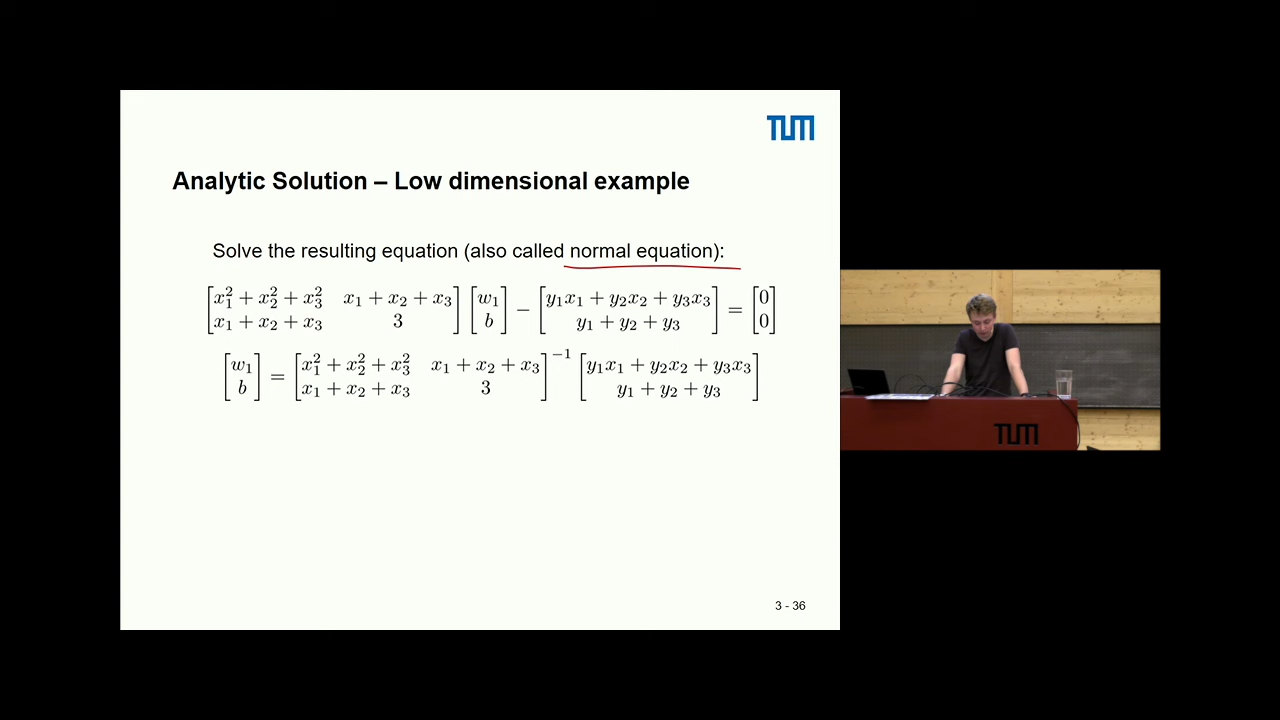 TUM
Analytic Solution – Low dimensional example
Solve the resulting equation (also called normal equation):
[x₁² + x₂² + x₃²  x₁ + x₂ + x₃; x₁ + x₂ + x₃  3] [w₁; b] − [y₁x₁ + y₂x₂ + y₃x₃; y₁ + y₂ + y₃] = [0; 0]
[w₁; b] = [x₁² + x₂² + x₃²  x₁ + x₂ + x₃; x₁ + x₂ + x₃  3]⁻¹ [y₁x₁ + y₂x₂ + y₃x₃; y₁ + y₂ + y₃]
3 - 36
TUM